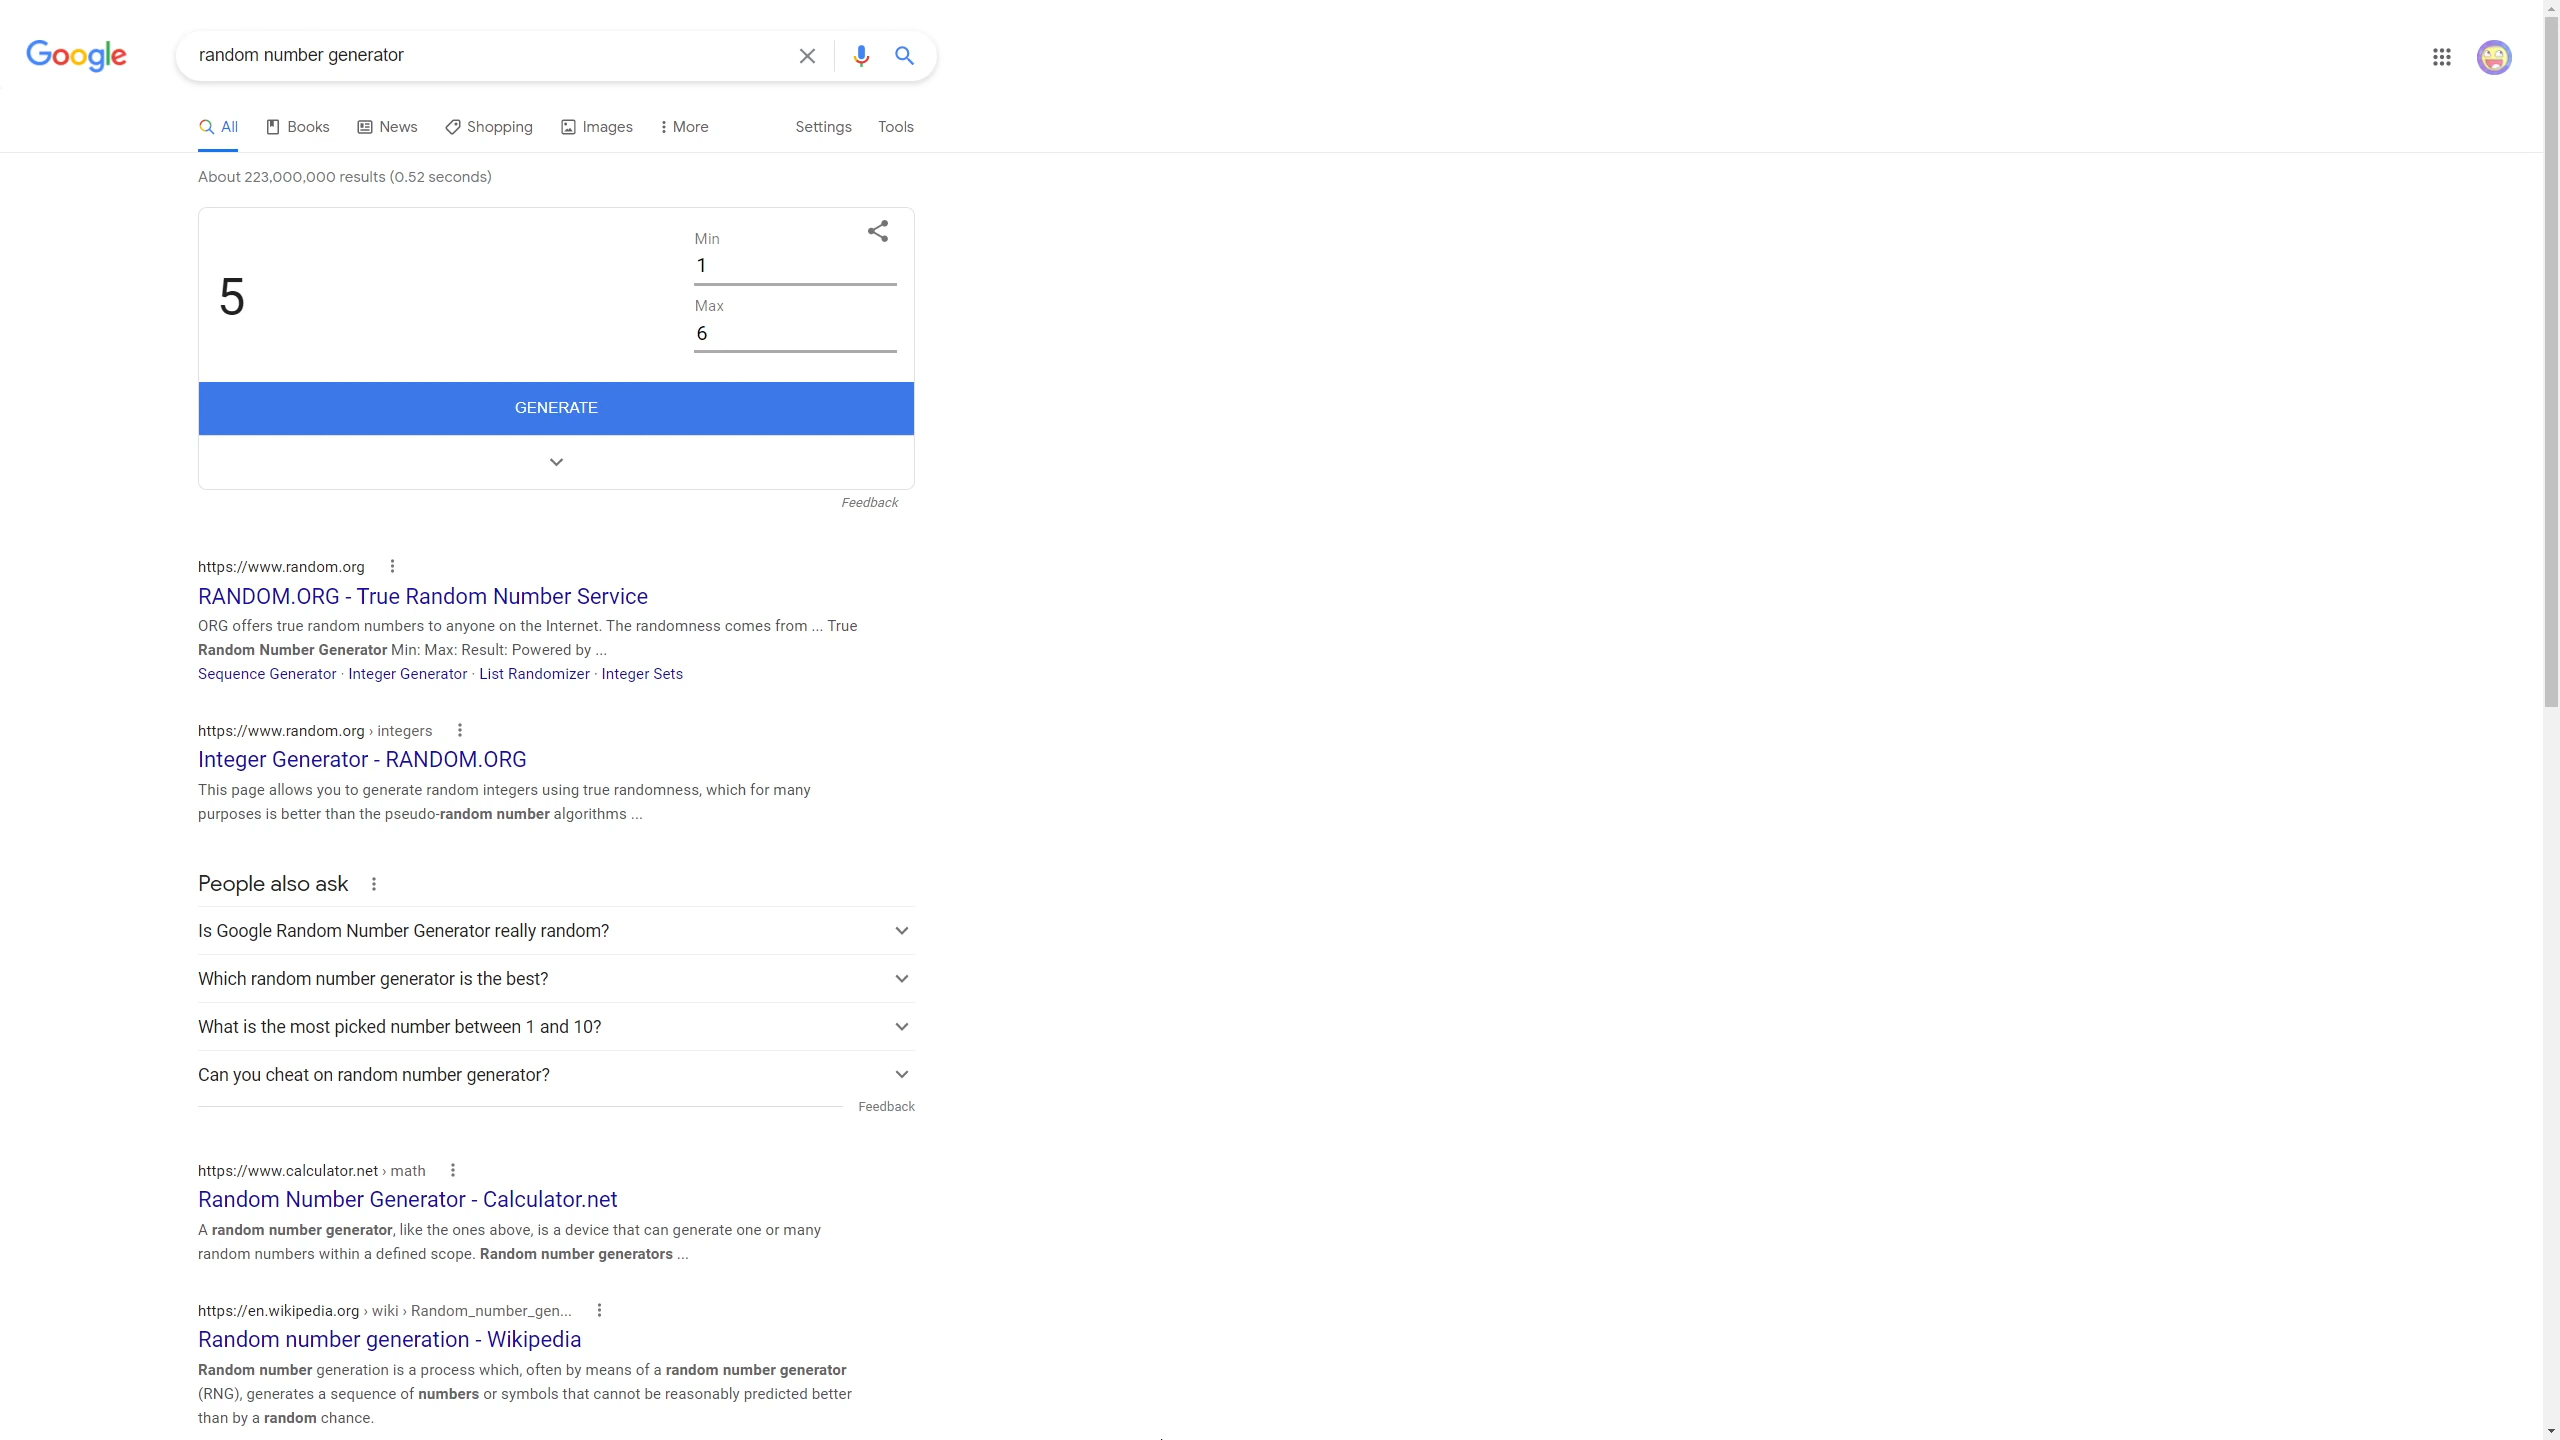 Google
random number generator
All
Books
News
Shopping
Images
More
Settings
Tools
About 223,000,000 results (0.52 seconds)
5
Min
1
Max
6
GENERATE
Feedback
https://www.random.org
RANDOM.ORG - True Random Number Service
ORG offers true random numbers to anyone on the Internet. The randomness comes from ... True
Random Number Generator Min: Max: Result: Powered by ...
Sequence Generator · Integer Generator · List Randomizer · Integer Sets
https://www.random.org › integers
Integer Generator - RANDOM.ORG
This page allows you to generate random integers using true randomness, which for many
purposes is better than the pseudo-random number algorithms ...
People also ask
Is Google Random Number Generator really random?
Which random number generator is the best?
What is the most picked number between 1 and 10?
Can you cheat on random number generator?
Feedback
https://www.calculator.net › math
Random Number Generator - Calculator.net
A random number generator, like the ones above, is a device that can generate one or many
random numbers within a defined scope. Random number generators ...
https://en.wikipedia.org › wiki › Random_number_gen...
Random number generation - Wikipedia
Random number generation is a process which, often by means of a random number generator
(RNG), generates a sequence of numbers or symbols that cannot be reasonably predicted better
than by a random chance.